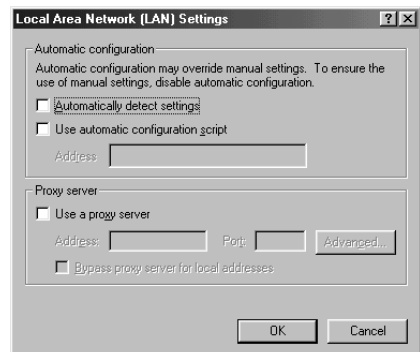 Local Area Network (LAN) Settings
Automatic configuration
Automatic configuration may override manual settings. To ensure the
use of manual settings, disable automatic configuration.
Automatically detect settings
Use automatic configuration script
Address
Proxy server
Use a proxy server
Address: Port: Advanced...
Bypass proxy server for local addresses
OK Cancel